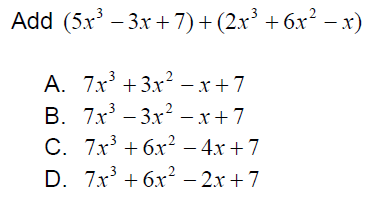 Add (5x³ – 3x + 7) + (2x³ + 6x² – x)
A. 7x³ + 3x² – x + 7
B. 7x³ – 3x² – x + 7
C. 7x³ + 6x² – 4x + 7
D. 7x³ + 6x² – 2x + 7